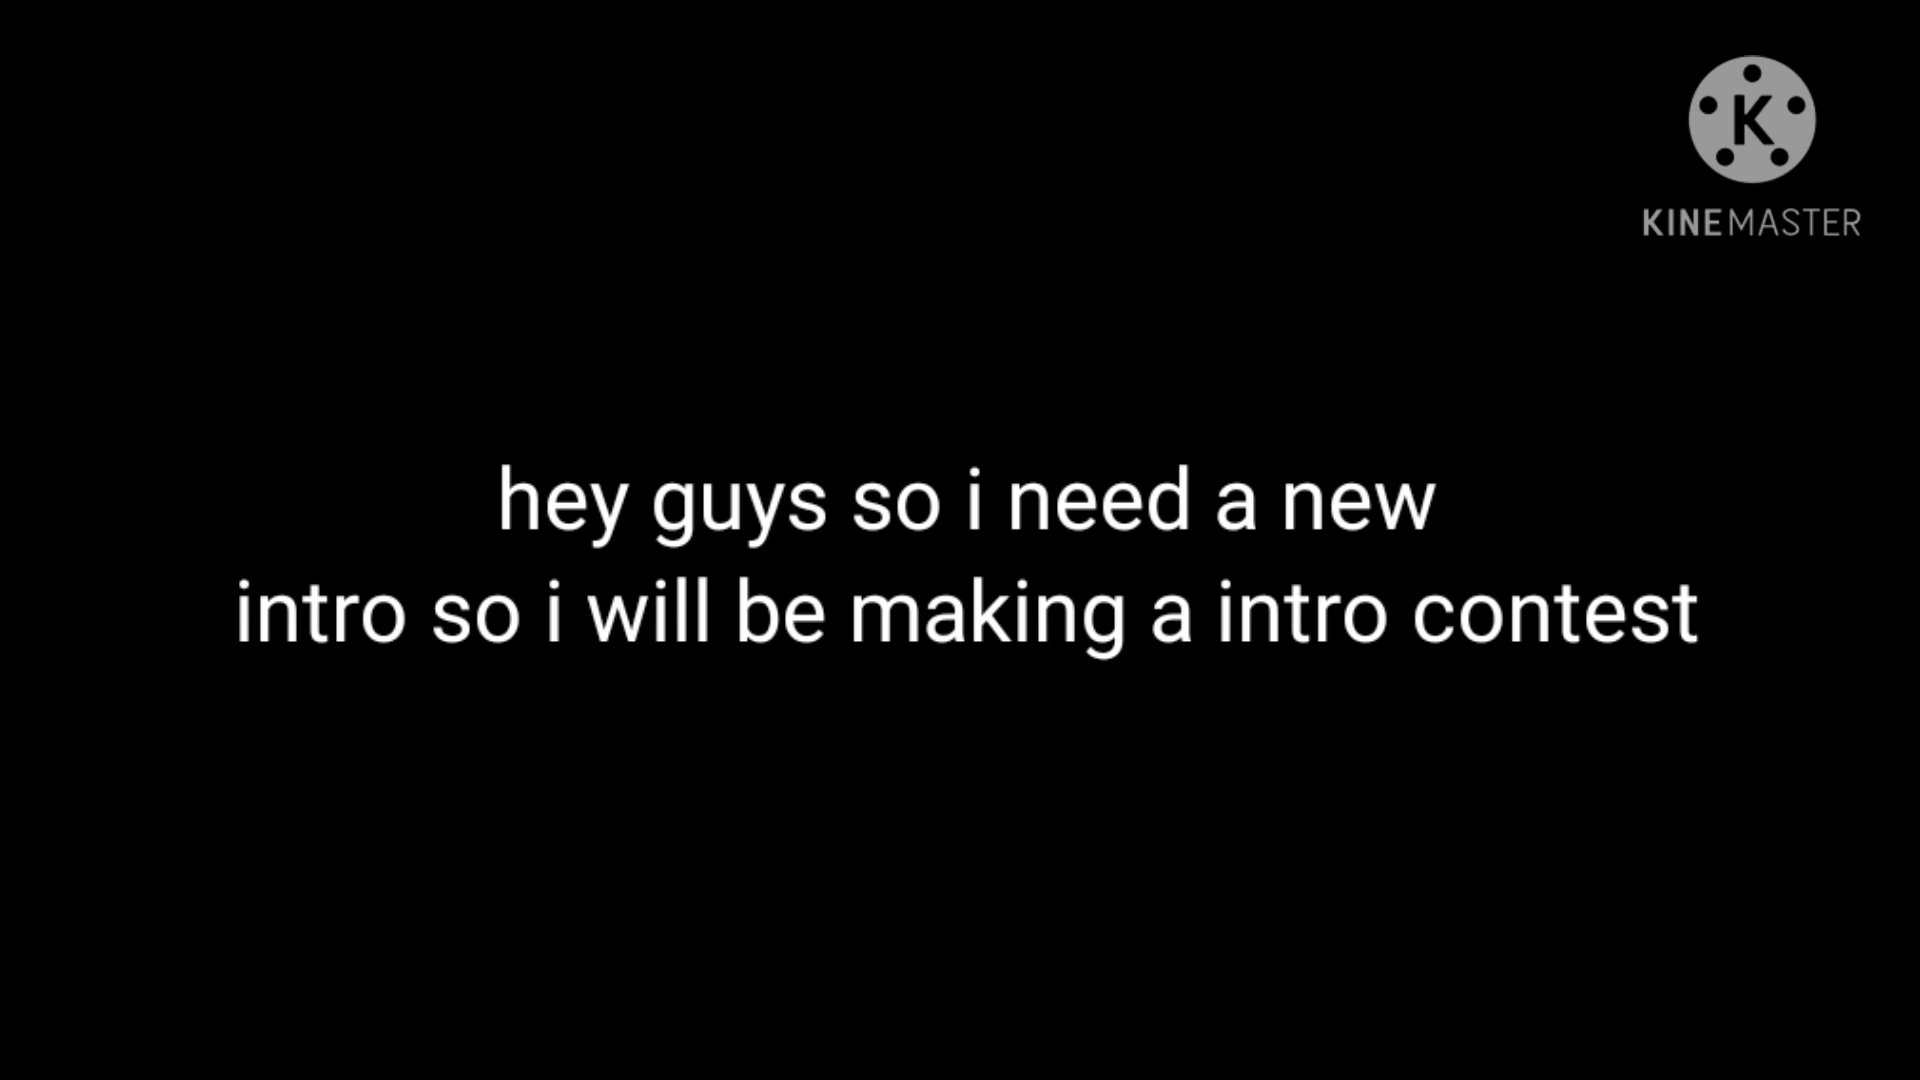 K
KINEMASTER
hey guys so i need a new
intro so i will be making a intro contest